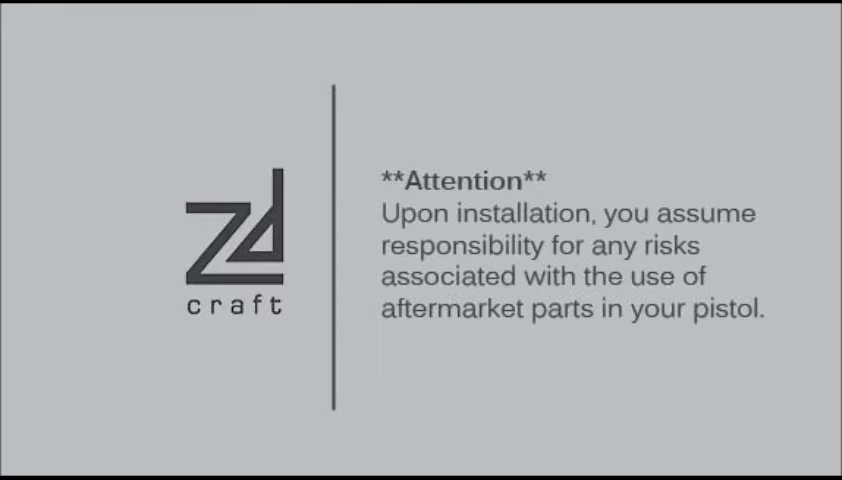 zd
craft
**Attention**
Upon installation, you assume
responsibility for any risks
associated with the use of
aftermarket parts in your pistol.